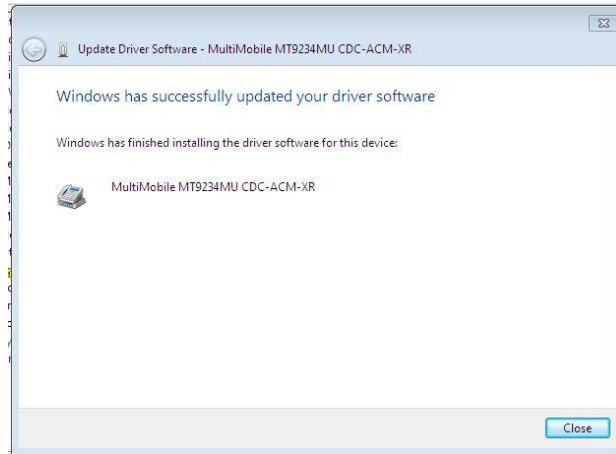 Update Driver Software - MultiMobile MT9234MU CDC-ACM-XR
Windows has successfully updated your driver software
Windows has finished installing the driver software for this device:
MultiMobile MT9234MU CDC-ACM-XR
Close